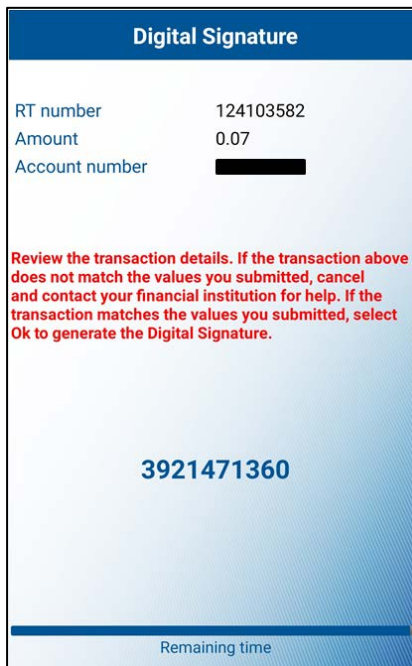 Digital Signature
RT number 124103582
Amount 0.07
Account number
Review the transaction details. If the transaction above
does not match the values you submitted, cancel
and contact your financial institution for help. If the
transaction matches the values you submitted, select
Ok to generate the Digital Signature.
3921471360
Remaining time